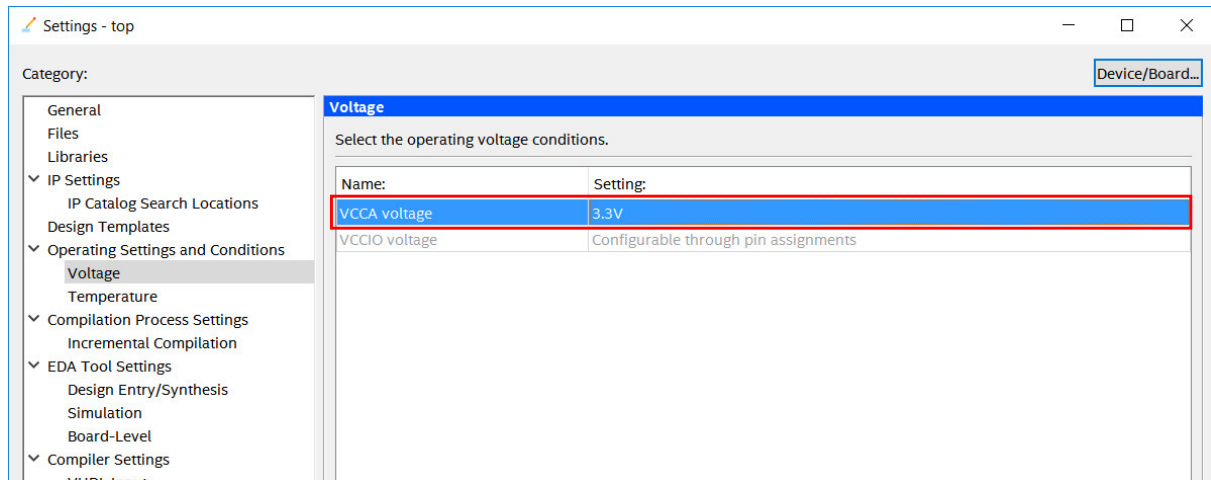 Settings - top
Category:
Device/Board...
General
Files
Libraries
IP Settings
IP Catalog Search Locations
Design Templates
Operating Settings and Conditions
Voltage
Temperature
Compilation Process Settings
Incremental Compilation
EDA Tool Settings
Design Entry/Synthesis
Simulation
Board-Level
Compiler Settings
Voltage
Select the operating voltage conditions.
Name: Setting:
VCCA voltage 3.3V
VCCIO voltage Configurable through pin assignments